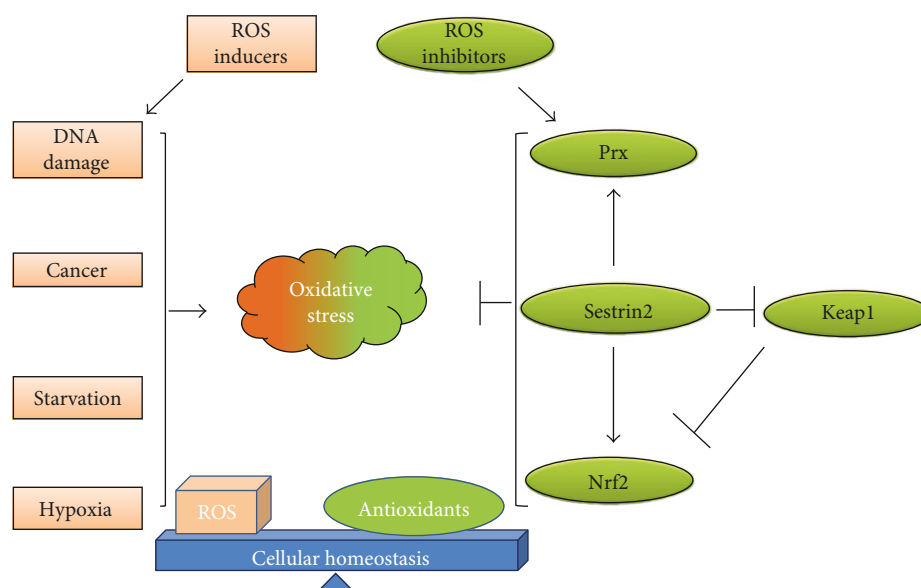 ROS
inducers
ROS
inhibitors
DNA
damage
Prx
Cancer
Oxidative
stress
Sestrin2
Keap1
Starvation
Nrf2
Hypoxia
ROS
Antioxidants
Cellular homeostasis